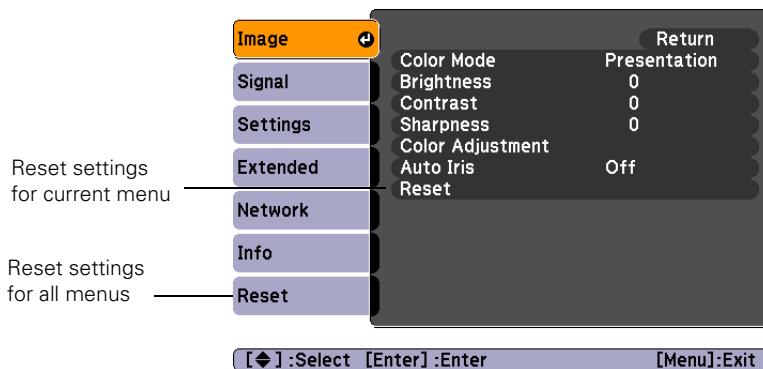 Image
Signal
Settings
Extended
Network
Info
Reset
Return
Color Mode Presentation
Brightness 0
Contrast 0
Sharpness 0
Color Adjustment
Auto Iris Off
Reset
Reset settings
for current menu
Reset settings
for all menus
[◆] :Select [Enter] :Enter [Menu]:Exit